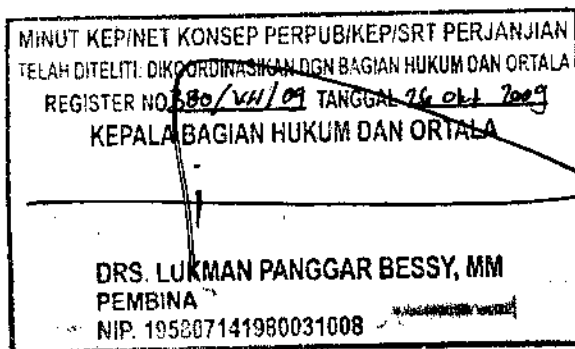 MINUT KEP/NET KONSEP PERPUB/KEP/SRT PERJANJIAN
TELAH DITELITI: DIKOORDINASIKAN DGN BAGIAN HUKUM DAN ORTALA
REGISTER NO. 380/VH/09 TANGGAL 26 Okt 2009
KEPALA BAGIAN HUKUM DAN ORTALA
DRS. LUKMAN PANGGAR BESSY, MM
PEMBINA
NIP. 195807141980031008